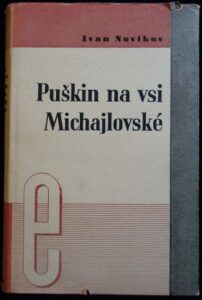 Ivan Novikov
Puškin na vsi
Michajlovské
e